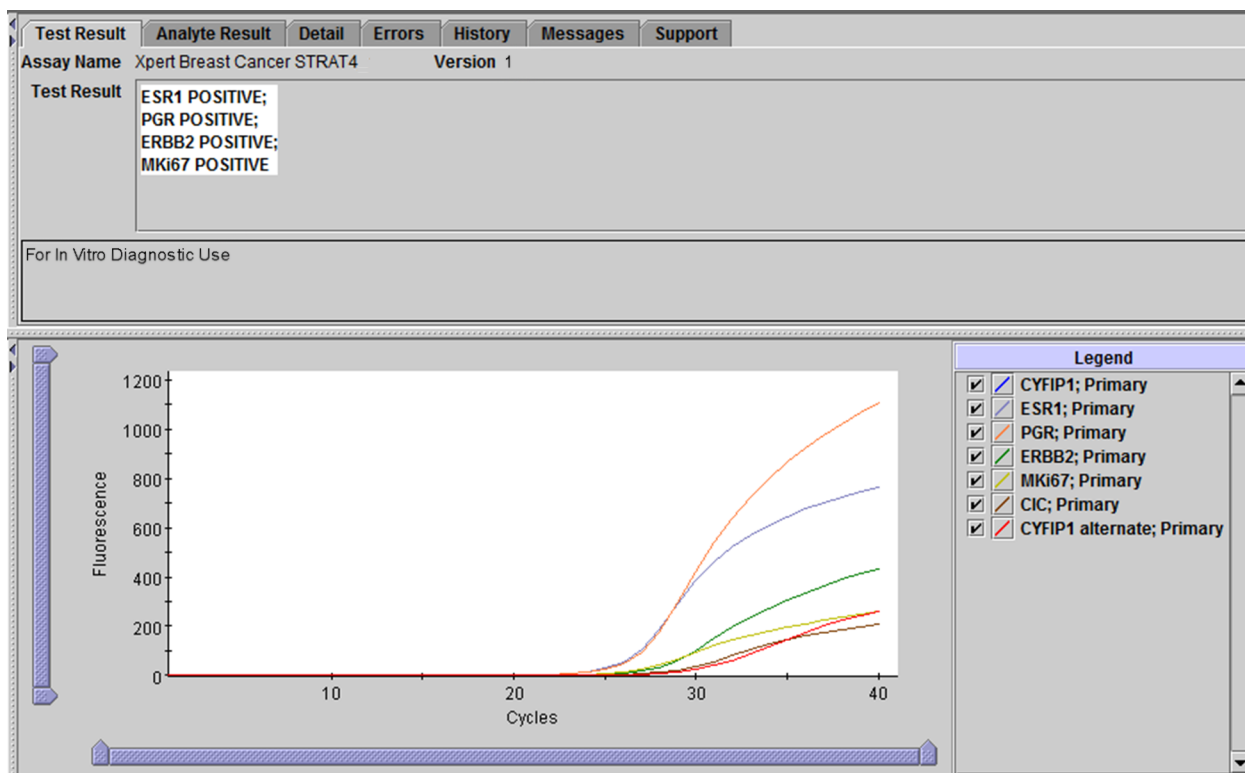 Test Result Analyte Result Detail Errors History Messages Support
Assay Name Xpert Breast Cancer STRAT4 Version 1
Test Result
ESR1 POSITIVE;
PGR POSITIVE;
ERBB2 POSITIVE;
MKi67 POSITIVE
For In Vitro Diagnostic Use
1200
1000
800
600
400
200
0
Fluorescence
10 20 30 40
Cycles
Legend
CYFIP1; Primary
ESR1; Primary
PGR; Primary
ERBB2; Primary
MKi67; Primary
CIC; Primary
CYFIP1 alternate; Primary